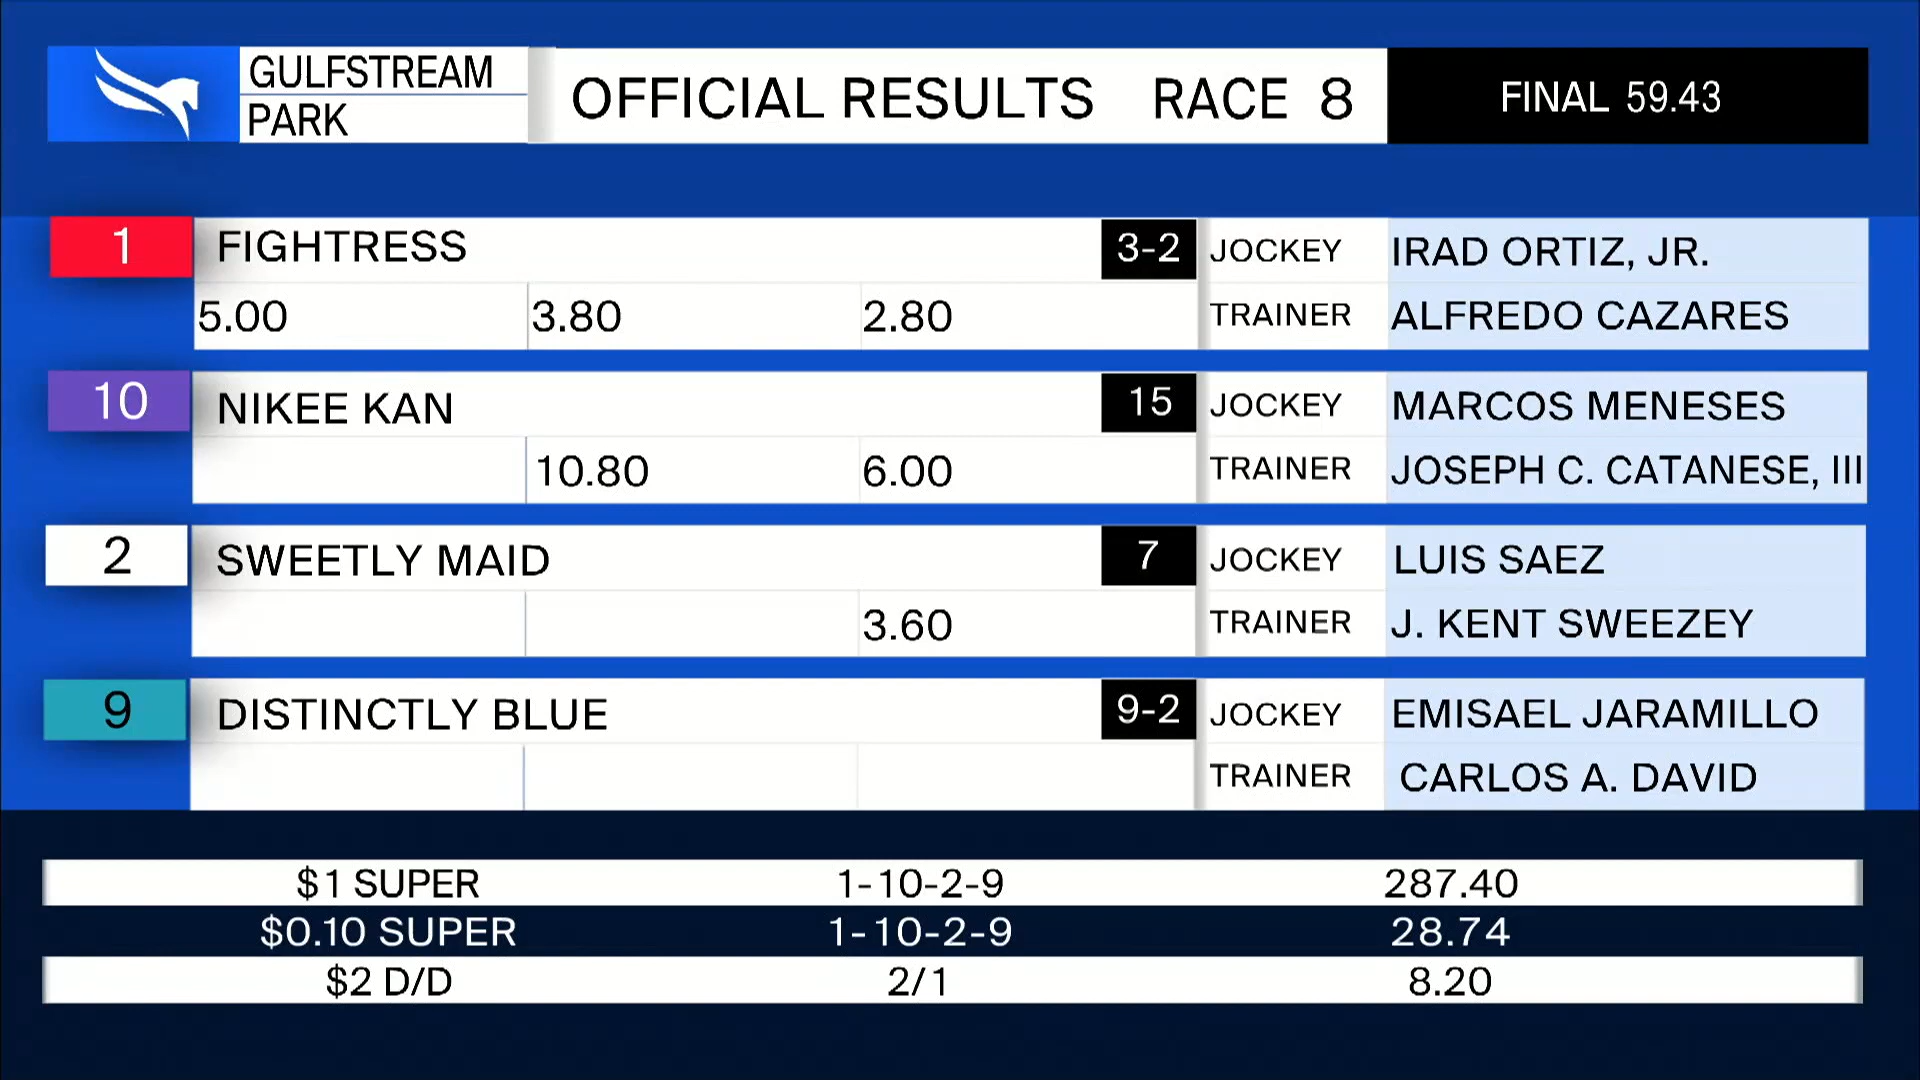 GULFSTREAM
PARK
OFFICIAL RESULTS RACE 8
FINAL 59.43
1 FIGHTRESS 3-2 JOCKEY IRAD ORTIZ, JR.
5.00 3.80 2.80 TRAINER ALFREDO CAZARES
10 NIKEE KAN 15 JOCKEY MARCOS MENESES
10.80 6.00 TRAINER JOSEPH C. CATANESE, III
2 SWEETLY MAID 7 JOCKEY LUIS SAEZ
3.60 TRAINER J. KENT SWEEZEY
9 DISTINCTLY BLUE 9-2 JOCKEY EMISAEL JARAMILLO
TRAINER CARLOS A. DAVID
$1 SUPER 1-10-2-9 287.40
$0.10 SUPER 1-10-2-9 28.74
$2 D/D 2/1 8.20